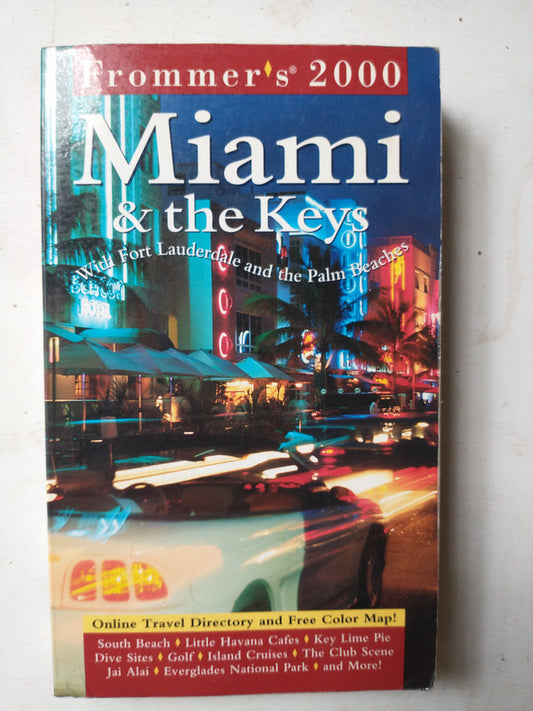 Frommer's® 2000
Miami
& the Keys
With Fort Lauderdale and the Palm Beaches
HOTEL
COLONY
Online Travel Directory and Free Color Map!
South Beach ♦ Little Havana Cafes ♦ Key Lime Pie
Dive Sites ♦ Golf ♦ Island Cruises ♦ The Club Scene
Jai Alai ♦ Everglades National Park ♦ and More!